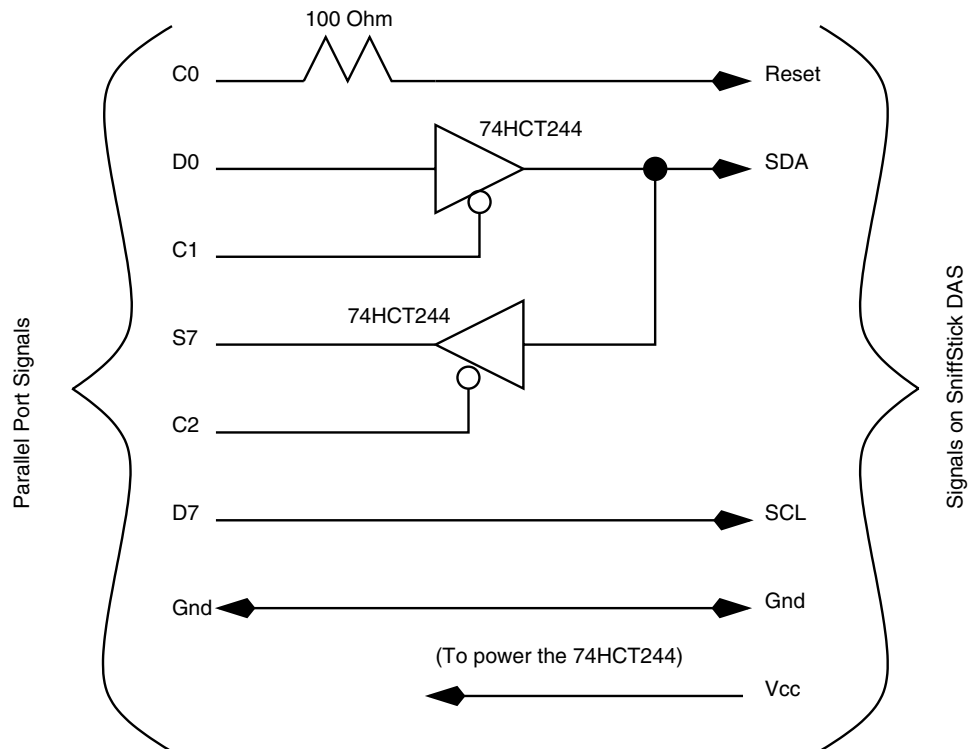 100 Ohm
C0
Reset
74HCT244
D0
SDA
C1
74HCT244
S7
C2
D7
SCL
Gnd
Gnd
(To power the 74HCT244)
Vcc
Parallel Port Signals
Signals on SniffStick DAS